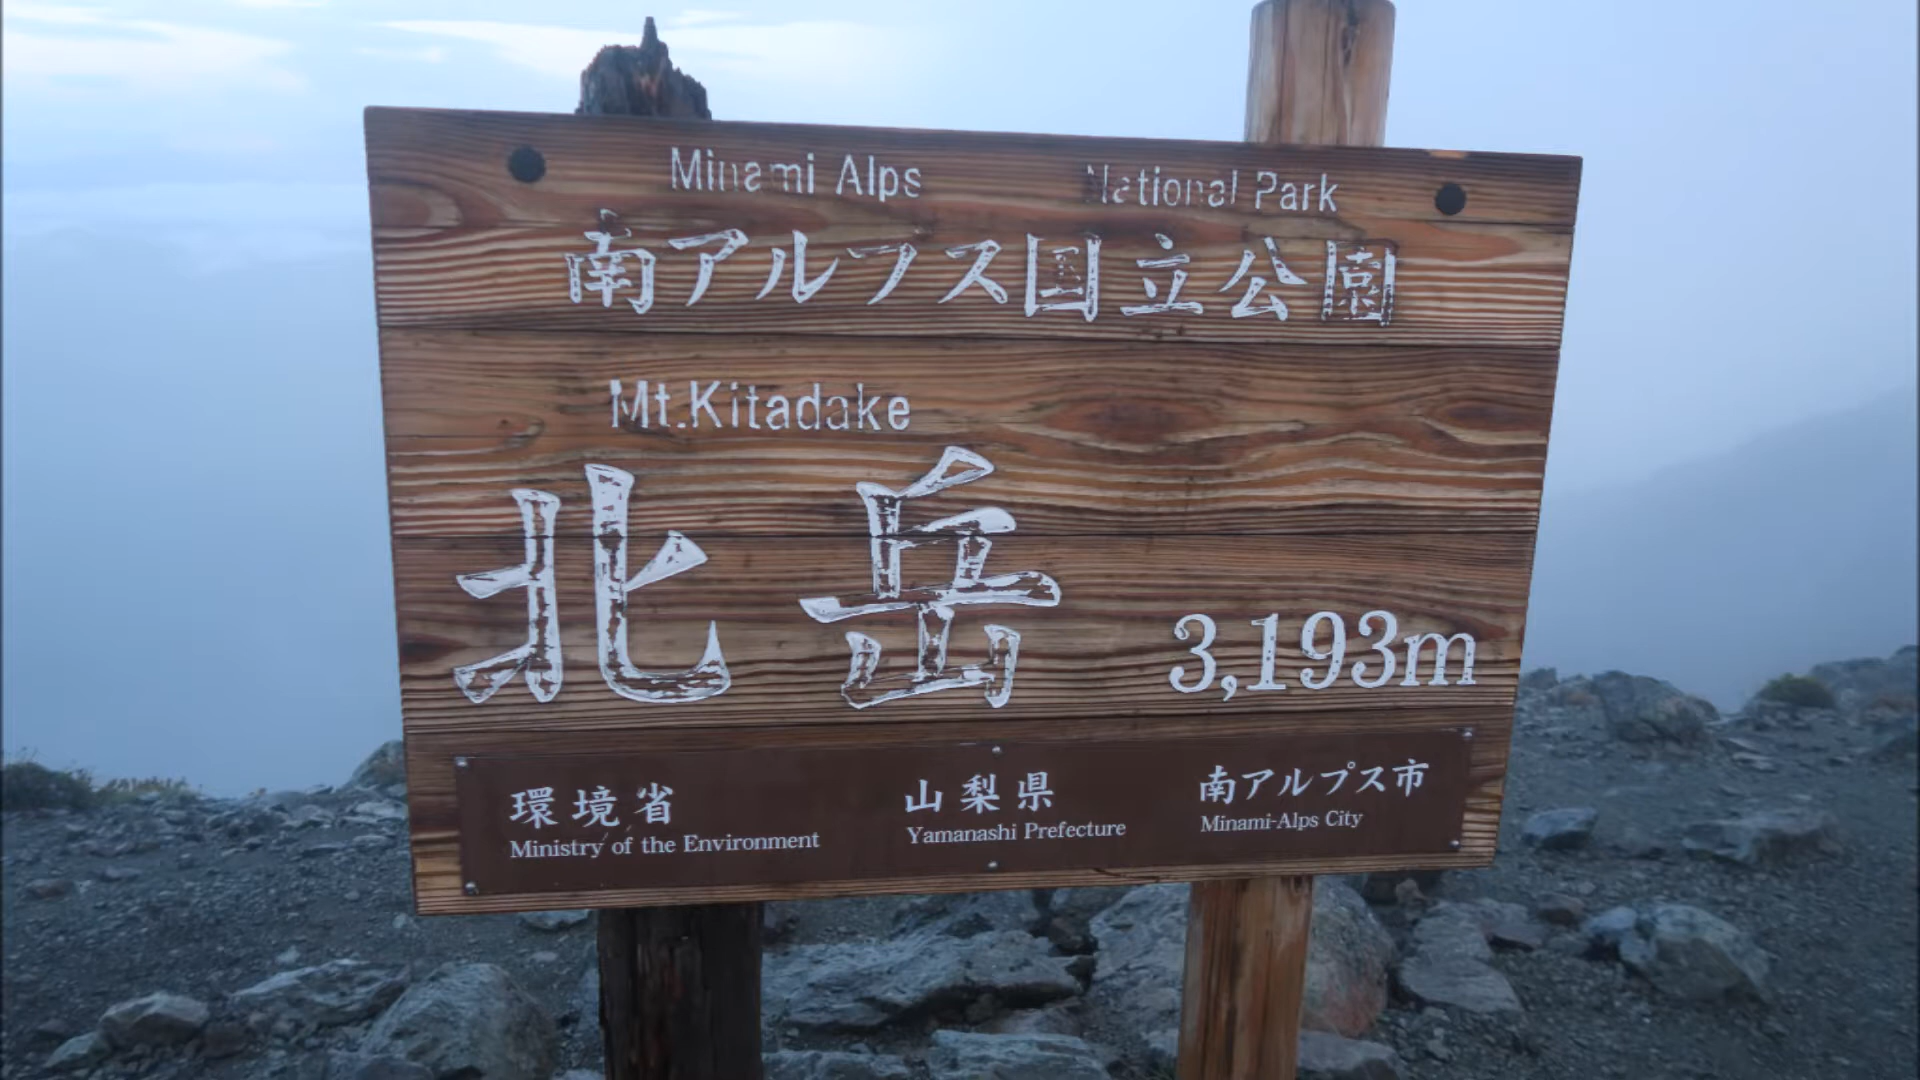 Minami Alps National Park
南アルプス国立公園
Mt.Kitadake
北岳 3,193m
環境省 山梨県 南アルプス市
Ministry of the Environment Yamanashi Prefecture Minami-Alps City